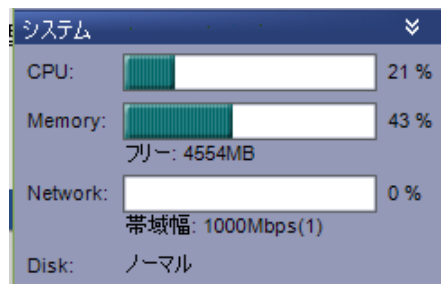 システム
CPU: 21 %
Memory: 43 %
フリー: 4554MB
Network: 0 %
帯域幅: 1000Mbps(1)
Disk: ノーマル